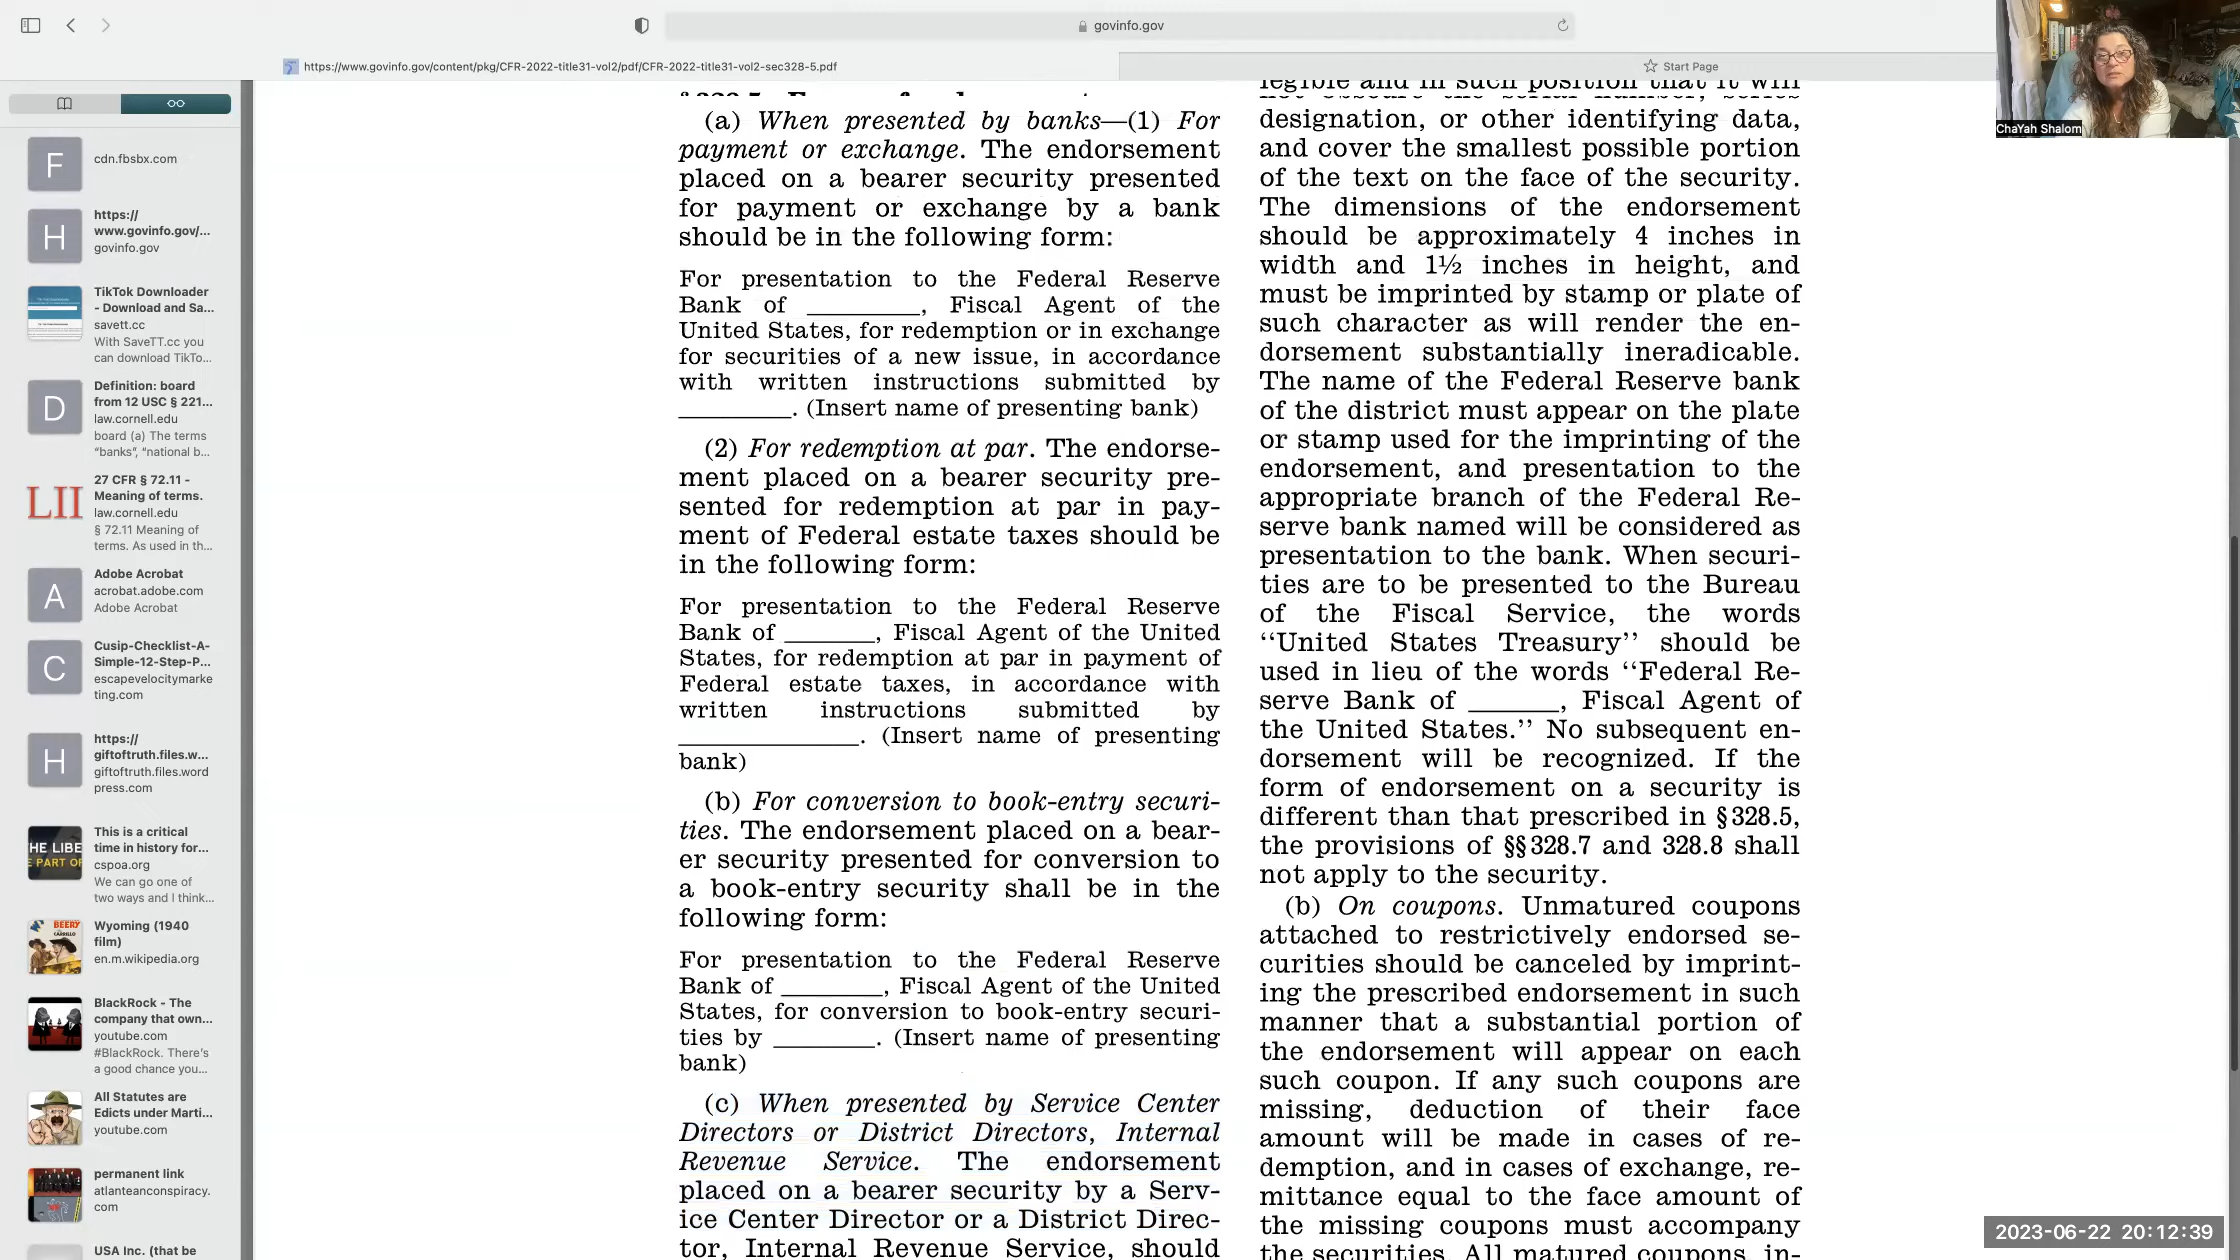 govinfo.gov
https://www.govinfo.gov/content/pkg/CFR-2022-title31-vol2/pdf/CFR-2022-title31-vol2-sec328-5.pdf
Start Page
ChaYah Shalom
F
cdn.fbsbx.com
H
https://
www.govinfo.gov/...
govinfo.gov
TikTok Downloader
- Download and Sa...
savett.cc
With SaveTT.cc you
can download TikTo...
D
Definition: board
from 12 USC § 221...
law.cornell.edu
board (a) The terms
“banks”, “national b...
LII
27 CFR § 72.11 -
Meaning of terms.
law.cornell.edu
§ 72.11 Meaning of
terms. As used in th...
A
Adobe Acrobat
acrobat.adobe.com
Adobe Acrobat
C
Cusip-Checklist-A-
Simple-12-Step-P...
escapevelocitymarke
ting.com
H
https://
giftoftruth.files.w...
giftoftruth.files.word
press.com
HE LIBE
E PART OF
This is a critical
time in history for...
cspoa.org
We can go one of
two ways and I think...
BEERY
Wyoming (1940
film)
en.m.wikipedia.org
BlackRock - The
company that own...
youtube.com
#BlackRock. There's
a good chance you...
All Statutes are
Edicts under Marti...
youtube.com
permanent link
atlanteanconspiracy.
com
USA Inc. (that be
(a) When presented by banks—(1) For
payment or exchange. The endorsement
placed on a bearer security presented
for payment or exchange by a bank
should be in the following form:
For presentation to the Federal Reserve
Bank of ________, Fiscal Agent of the
United States, for redemption or in exchange
for securities of a new issue, in accordance
with written instructions submitted by
________. (Insert name of presenting bank)
(2) For redemption at par. The endorse-
ment placed on a bearer security pre-
sented for redemption at par in pay-
ment of Federal estate taxes should be
in the following form:
For presentation to the Federal Reserve
Bank of ______, Fiscal Agent of the United
States, for redemption at par in payment of
Federal estate taxes, in accordance with
written instructions submitted by
____________. (Insert name of presenting
bank)
(b) For conversion to book-entry securi-
ties. The endorsement placed on a bear-
er security presented for conversion to
a book-entry security shall be in the
following form:
For presentation to the Federal Reserve
Bank of _______, Fiscal Agent of the United
States, for conversion to book-entry securi-
ties by _______. (Insert name of presenting
bank)
(c) When presented by Service Center
Directors or District Directors, Internal
Revenue Service. The endorsement
placed on a bearer security by a Serv-
ice Center Director or a District Direc-
tor, Internal Revenue Service, should
legible and in such position that it will
not obscure the serial number, series
designation, or other identifying data,
and cover the smallest possible portion
of the text on the face of the security.
The dimensions of the endorsement
should be approximately 4 inches in
width and 1½ inches in height, and
must be imprinted by stamp or plate of
such character as will render the en-
dorsement substantially ineradicable.
The name of the Federal Reserve bank
of the district must appear on the plate
or stamp used for the imprinting of the
endorsement, and presentation to the
appropriate branch of the Federal Re-
serve bank named will be considered as
presentation to the bank. When securi-
ties are to be presented to the Bureau
of the Fiscal Service, the words
‘‘United States Treasury’’ should be
used in lieu of the words ‘‘Federal Re-
serve Bank of ______, Fiscal Agent of
the United States.’’ No subsequent en-
dorsement will be recognized. If the
form of endorsement on a security is
different than that prescribed in § 328.5,
the provisions of §§ 328.7 and 328.8 shall
not apply to the security.
(b) On coupons. Unmatured coupons
attached to restrictively endorsed se-
curities should be canceled by imprint-
ing the prescribed endorsement in such
manner that a substantial portion of
the endorsement will appear on each
such coupon. If any such coupons are
missing, deduction of their face
amount will be made in cases of re-
demption, and in cases of exchange, re-
mittance equal to the face amount of
the missing coupons must accompany
the securities. All matured coupons, in-
2023-06-22 20:12:39